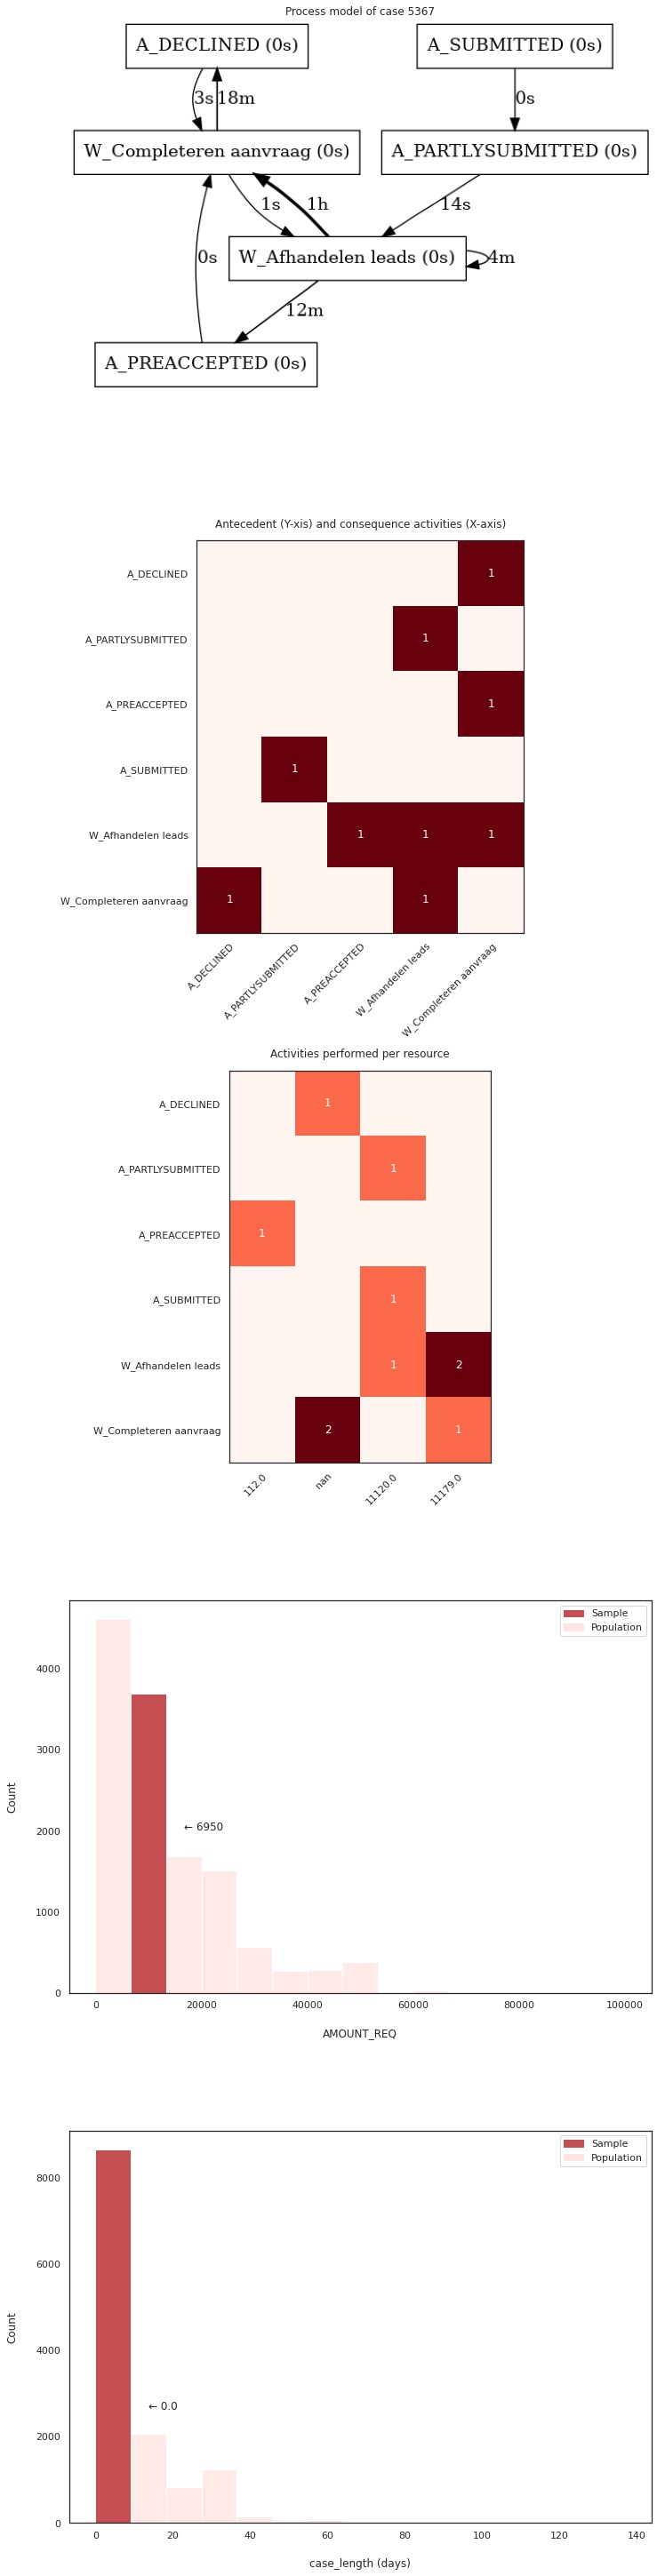 Process model of case 5367
A_DECLINED (0s)
A_SUBMITTED (0s)
3s
18m
0s
W_Completeren aanvraag (0s)
A_PARTLYSUBMITTED (0s)
1s
1h
14s
0s
W_Afhandelen leads (0s)
4m
12m
A_PREACCEPTED (0s)
Antecedent (Y-xis) and consequence activities (X-axis)
A_DECLINED
1
A_PARTLYSUBMITTED
1
A_PREACCEPTED
1
A_SUBMITTED
1
W_Afhandelen leads
1
1
1
W_Completeren aanvraag
1
1
A_DECLINED
A_PARTLYSUBMITTED
A_PREACCEPTED
W_Afhandelen leads
W_Completeren aanvraag
Activities performed per resource
A_DECLINED
1
A_PARTLYSUBMITTED
1
A_PREACCEPTED
1
A_SUBMITTED
1
W_Afhandelen leads
1
2
W_Completeren aanvraag
2
1
112.0
nan
11120.0
11179.0
Sample
Population
4000
3000
2000
1000
0
Count
← 6950
0
20000
40000
60000
80000
100000
AMOUNT_REQ
Sample
Population
8000
6000
4000
2000
0
Count
← 0.0
0
20
40
60
80
100
120
140
case_length (days)